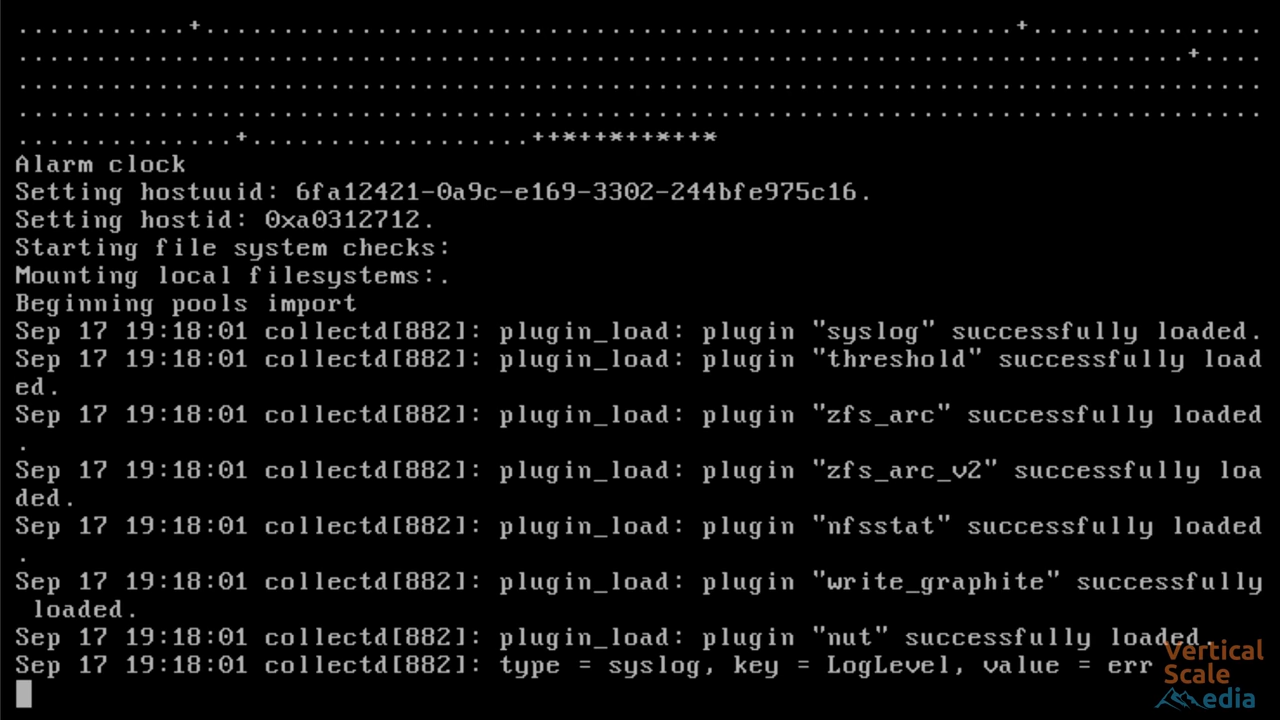 ...........+....................................................+...............
...........................................................................+....
................................................................................
................................................................................
..............+..................++*++*++*++*
Alarm clock
Setting hostuuid: 6fa12421-0a9c-e169-3302-244bfe975c16.
Setting hostid: 0xa0312712.
Starting file system checks:
Mounting local filesystems:.
Beginning pools import
Sep 17 19:18:01 collectd[882]: plugin_load: plugin "syslog" successfully loaded.
Sep 17 19:18:01 collectd[882]: plugin_load: plugin "threshold" successfully load
ed.
Sep 17 19:18:01 collectd[882]: plugin_load: plugin "zfs_arc" successfully loaded
.
Sep 17 19:18:01 collectd[882]: plugin_load: plugin "zfs_arc_v2" successfully loa
ded.
Sep 17 19:18:01 collectd[882]: plugin_load: plugin "nfsstat" successfully loaded
.
Sep 17 19:18:01 collectd[882]: plugin_load: plugin "write_graphite" successfully
 loaded.
Sep 17 19:18:01 collectd[882]: plugin_load: plugin "nut" successfully loaded.
Sep 17 19:18:01 collectd[882]: type = syslog, key = LogLevel, value = err
Vertical
Scale
Media